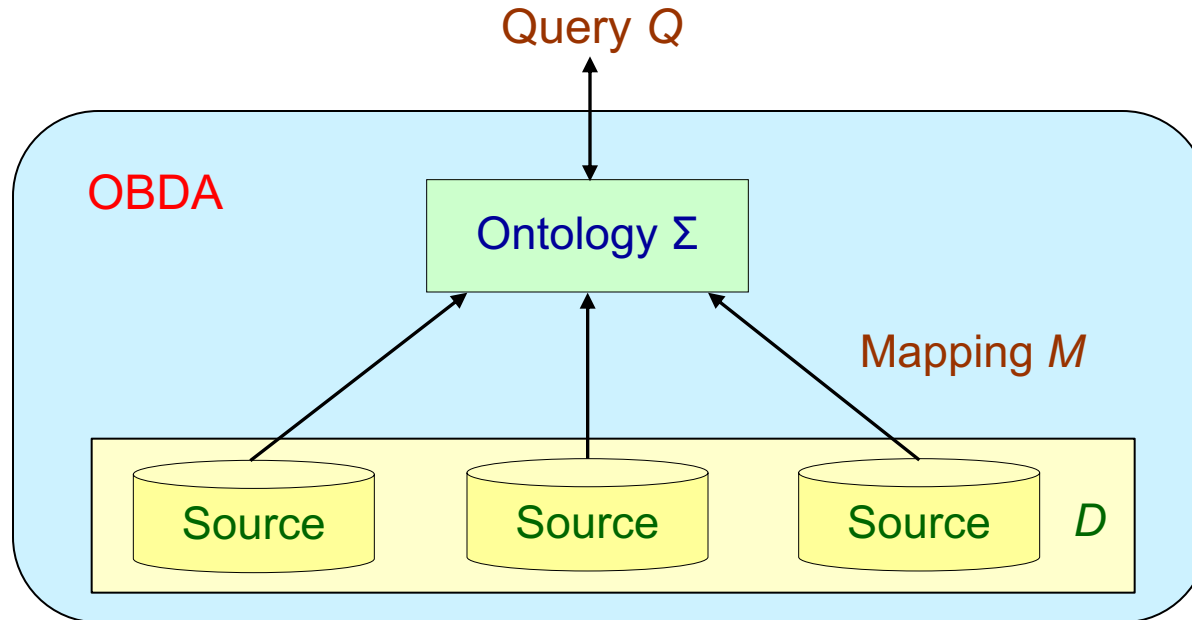 Query Q
OBDA
Ontology Σ
Mapping M
Source
Source
Source
D